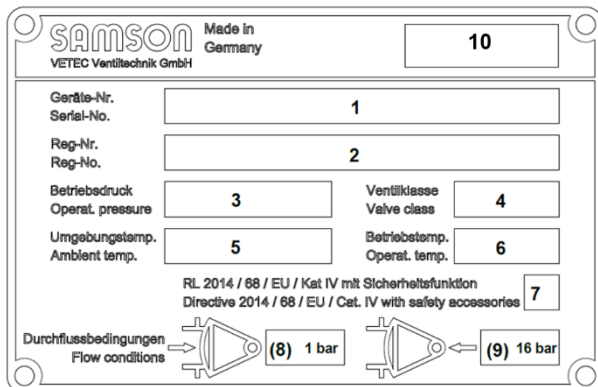 SAMSON
Made in
Germany
VETEC Ventiltechnik GmbH
10
Geräte-Nr.
Serial-No.
1
Reg-Nr.
Reg-No.
2
Betriebsdruck
Operat. pressure
3
Ventilklasse
Valve class
4
Umgebungstemp.
Ambient temp.
5
Betriebstemp.
Operat. temp.
6
RL 2014 / 68 / EU / Kat IV mit Sicherheitsfunktion
Directive 2014 / 68 / EU / Cat. IV with safety accessories
7
Durchflussbedingungen
Flow conditions
(8) 1 bar
(9) 16 bar